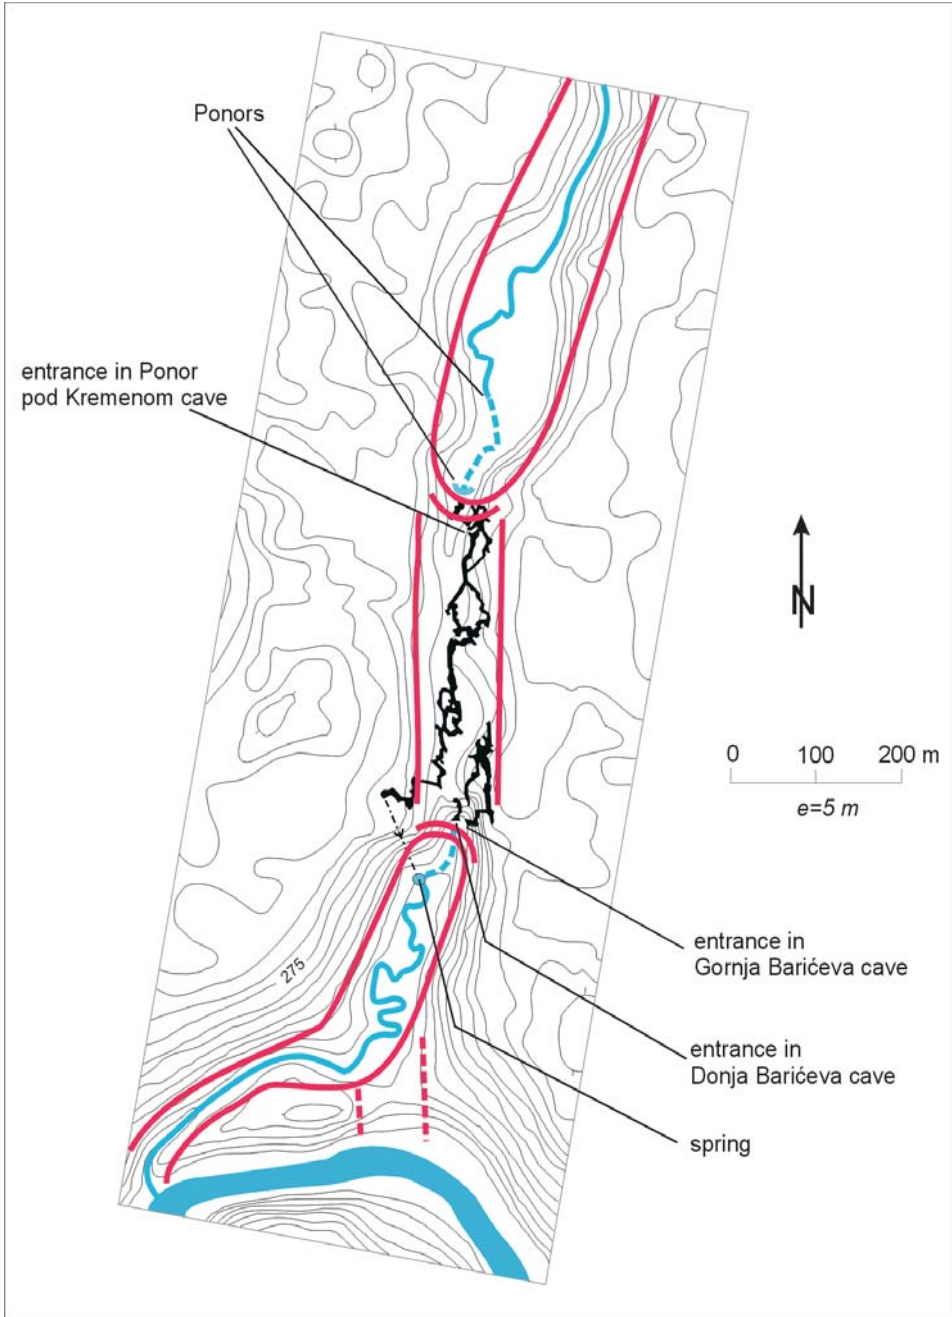 Ponors
entrance in Ponor
pod Kremenom cave
N
0 100 200 m
e=5 m
entrance in
Gornja Barićeva cave
275
entrance in
Donja Barićeva cave
spring